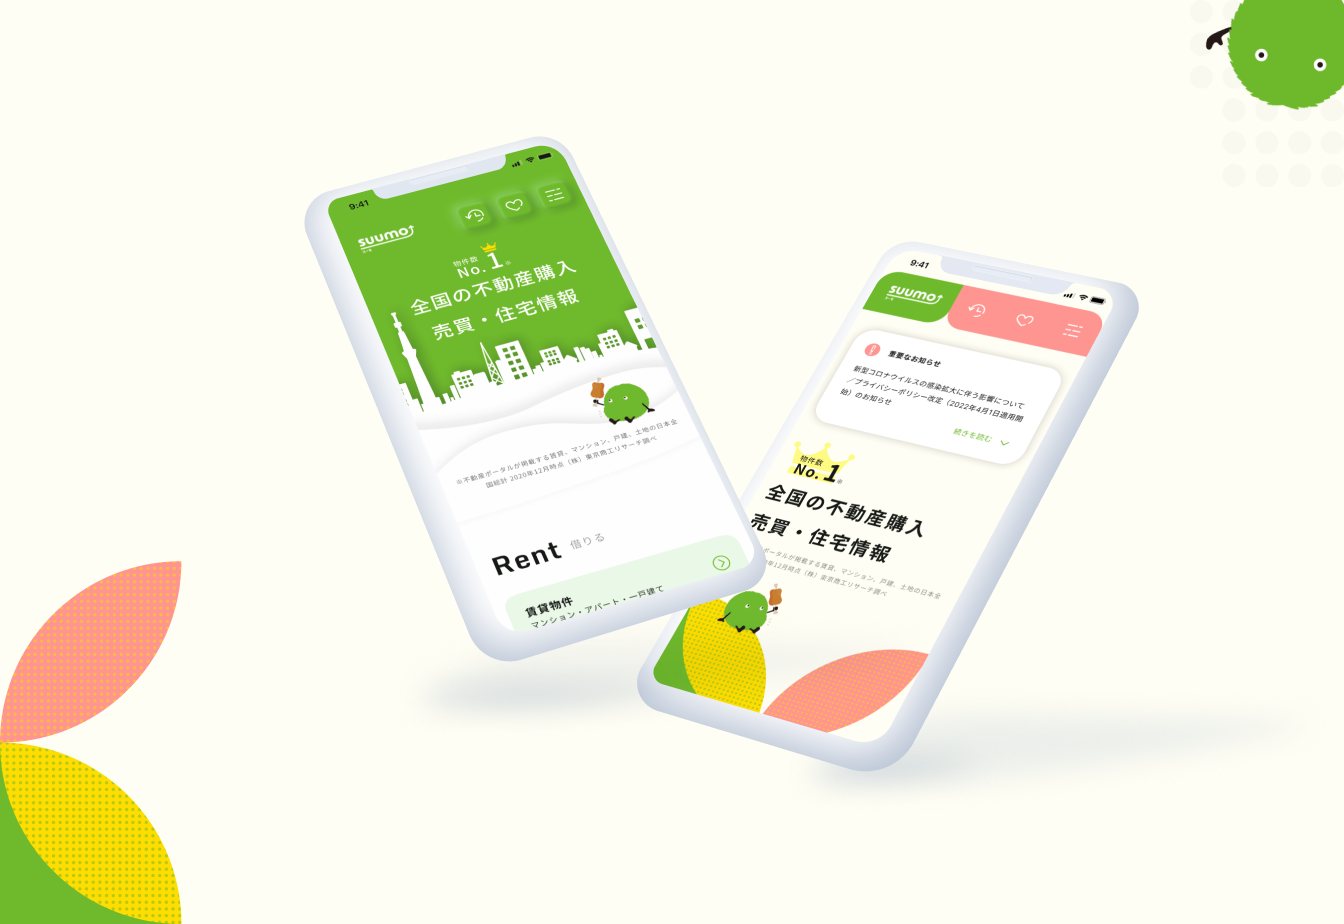 9:41
suumo
スーモ
物件数
No.1※
全国の不動産購入
売買・住宅情報
※不動産ポータルが掲載する賃貸、マンション、戸建、土地の日本全
国総計 2020年12月時点（株）東京商工リサーチ調べ
Rent 借りる
賃貸物件
マンション・アパート・一戸建て
9:41
suumo
スーモ
重要なお知らせ
新型コロナウイルスの感染拡大に伴う影響について
／プライバシーポリシー改定（2022年4月1日適用開
始）のお知らせ
続きを読む
物件数
No.1※
全国の不動産購入
売買・住宅情報
ポータルが掲載する賃貸、マンション、戸建、土地の日本全
年12月時点（株）東京商工リサーチ調べ